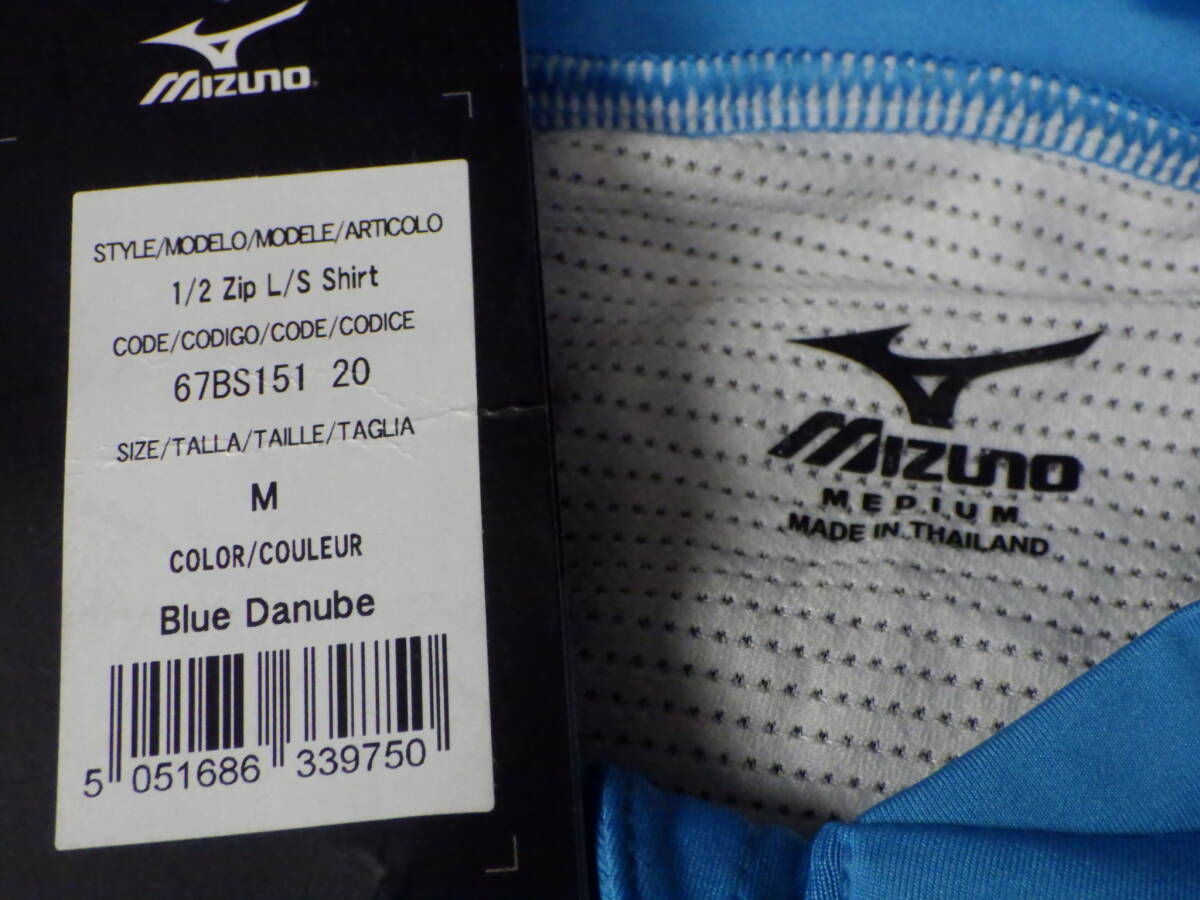 MIZUNO
STYLE/MODELO/MODELE/ARTICOLO
1/2 Zip L/S Shirt
CODE/CODIGO/CODE/CODICE
67BS151 20
SIZE/TALLA/TAILLE/TAGLIA
M
COLOR/COULEUR
Blue Danube
5 051686 339750
MIZUNO
MEDIUM
MADE IN THAILAND